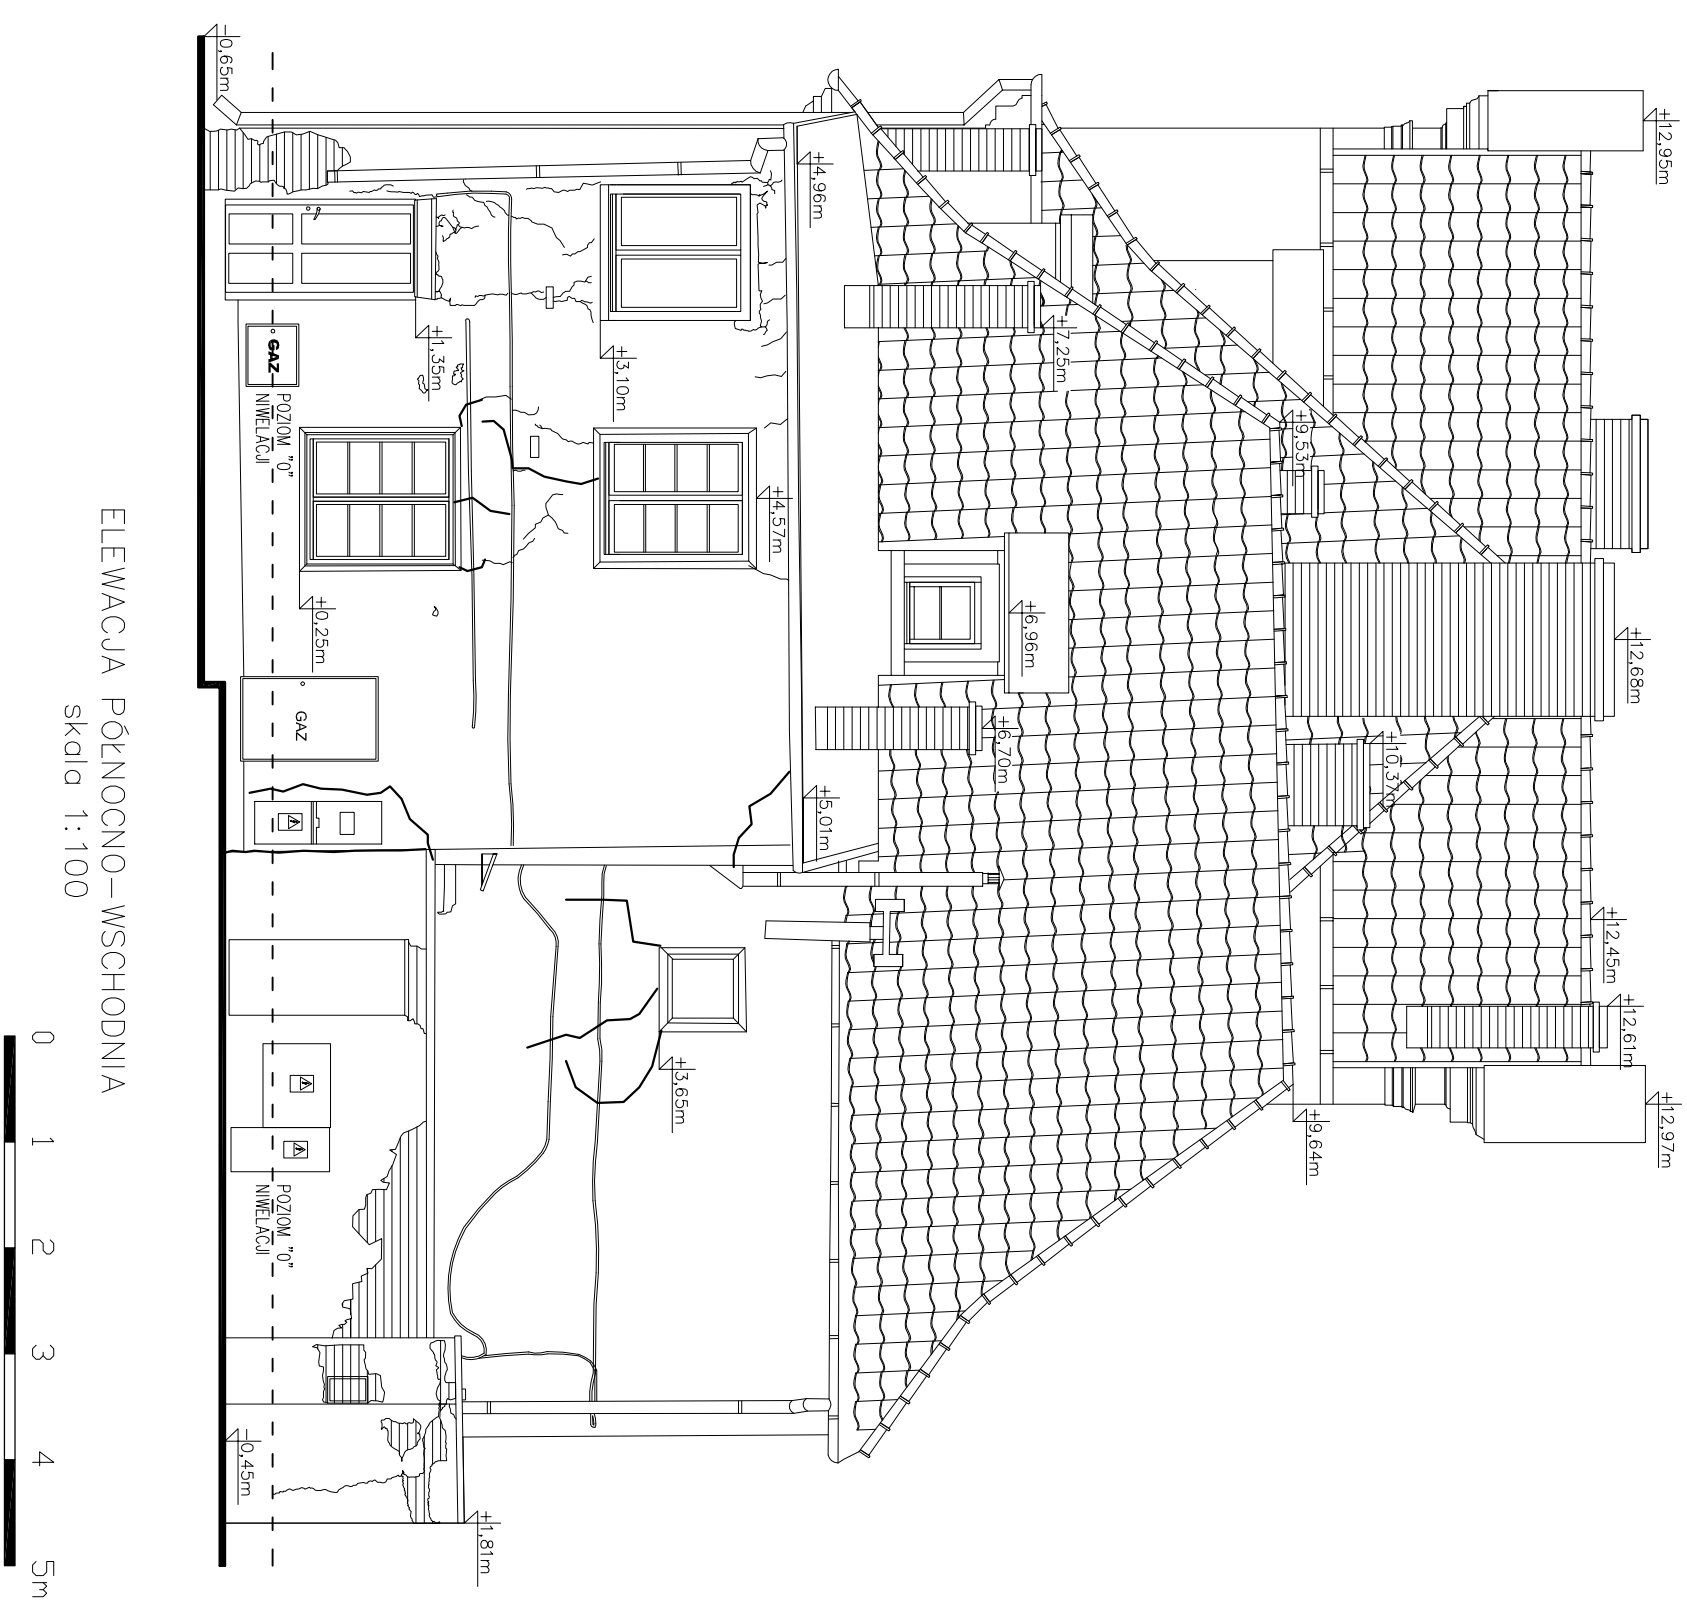 +12,95m
+12,68m
+12,45m
+12,61m
+12,97m
+10,37m
+9,53m
+9,64m
+7,25m
+6,96m
+6,70m
+4,96m
+5,01m
+4,57m
+3,10m
+3,65m
+1,35m
+0,25m
+1,81m
GAZ
GAZ
POZIOM "0"
NIWELACJI
POZIOM "0"
NIWELACJI
-0,65m
-0,45m
ELEWACJA PÓŁNOCNO-WSCHODNIA
skala 1:100
0 1 2 3 4 5m